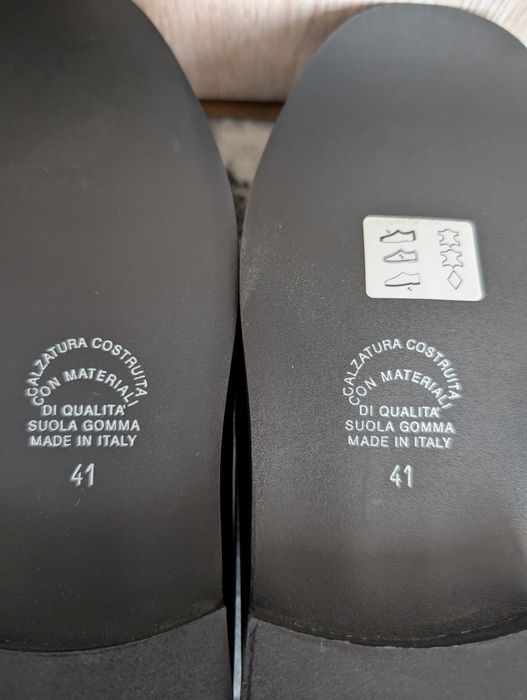 CALZATURA COSTRUITA
CON MATERIALI
DI QUALITA'
SUOLA GOMMA
MADE IN ITALY
41
CALZATURA COSTRUITA
CON MATERIALI
DI QUALITA'
SUOLA GOMMA
MADE IN ITALY
41